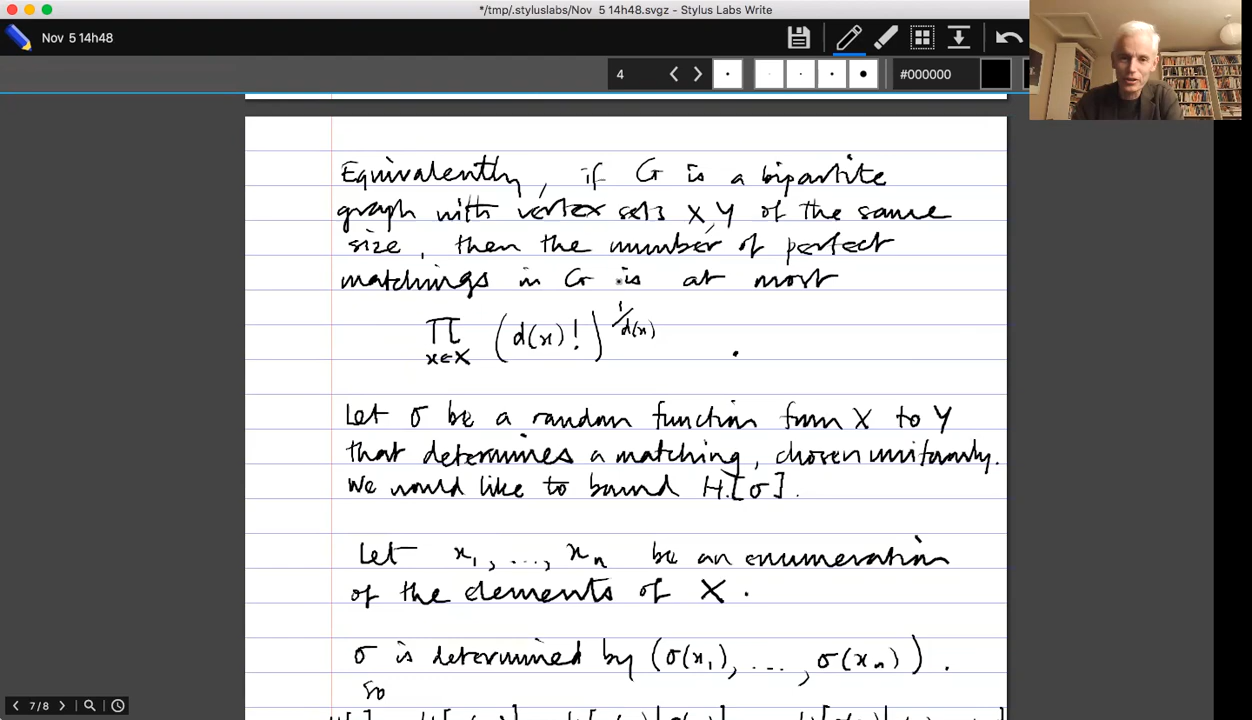 */tmp/.styluslabs/Nov 5 14h48.svgz - Stylus Labs Write
Nov 5 14h48
4
#000000
Equivalently, if G is a bipartite
graph with vertex sets X, Y of the same
size, then the number of perfect
matchings in G is at most
∏ x∈X (d(x)!)^{1/d(x)} .
Let σ be a random function from X to Y
that determines a matching, chosen uniformly.
We would like to bound H[σ].
Let x₁, ..., xₙ be an enumeration
of the elements of X.
σ is determined by (σ(x₁), ..., σ(xₙ)).
So
7/8